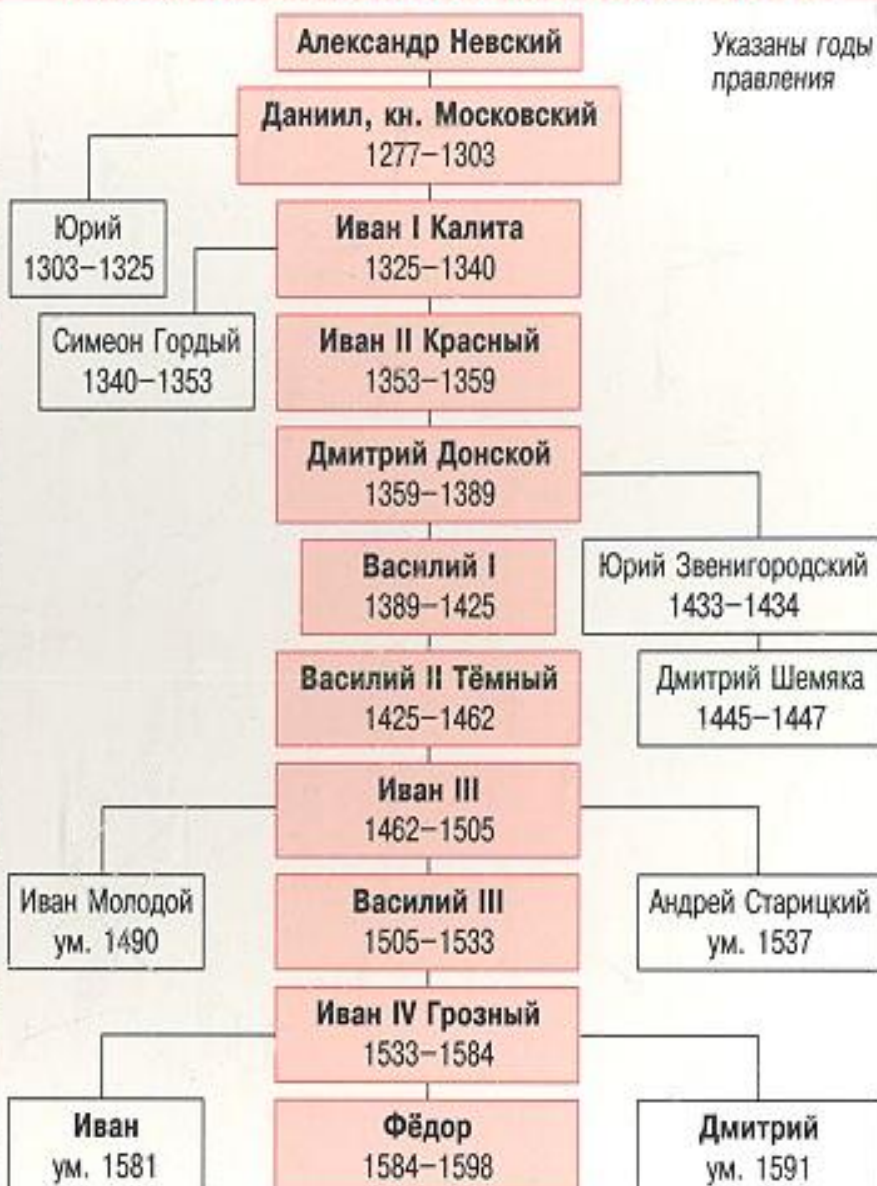 Александр Невский
Указаны годы
правления
Даниил, кн. Московский
1277–1303
Юрий
1303–1325
Иван I Калита
1325–1340
Симеон Гордый
1340–1353
Иван II Красный
1353–1359
Дмитрий Донской
1359–1389
Василий I
1389–1425
Юрий Звенигородский
1433–1434
Василий II Тёмный
1425–1462
Дмитрий Шемяка
1445–1447
Иван III
1462–1505
Иван Молодой
ум. 1490
Василий III
1505–1533
Андрей Старицкий
ум. 1537
Иван IV Грозный
1533–1584
Иван
ум. 1581
Фёдор
1584–1598
Дмитрий
ум. 1591